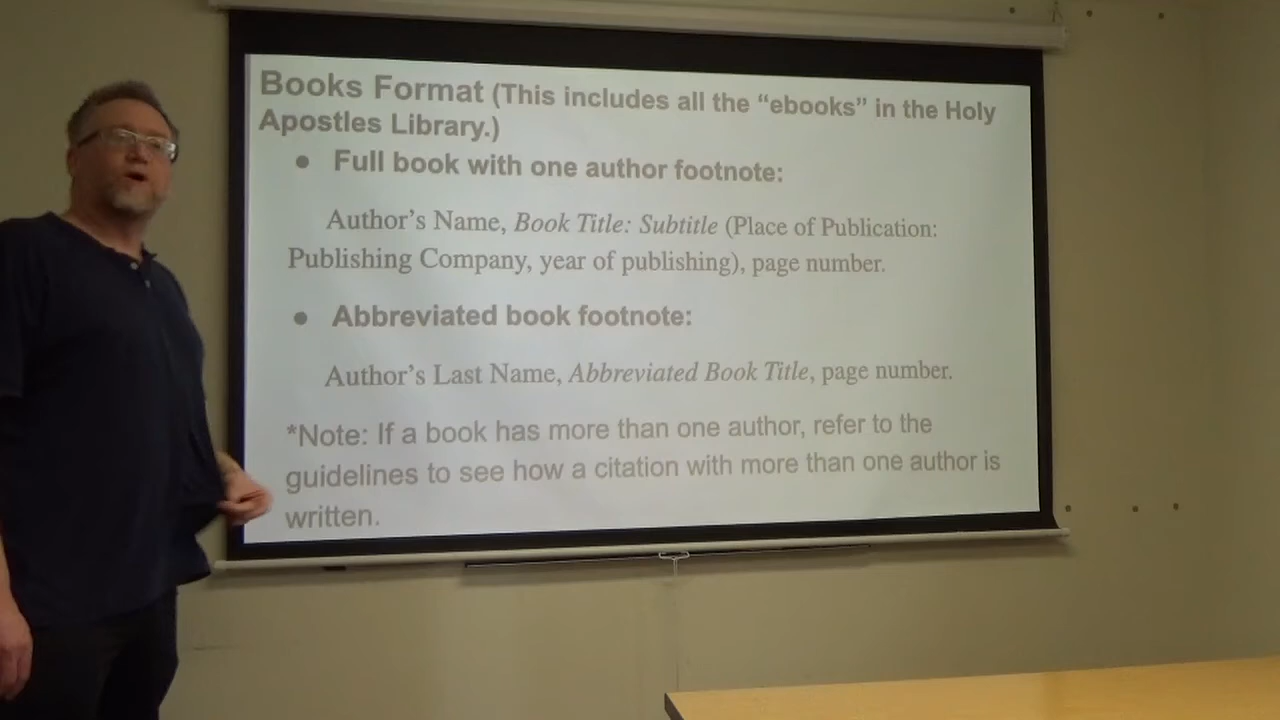 Books Format (This includes all the “ebooks” in the Holy
Apostles Library.)
● Full book with one author footnote:
Author’s Name, Book Title: Subtitle (Place of Publication:
Publishing Company, year of publishing), page number.
● Abbreviated book footnote:
Author’s Last Name, Abbreviated Book Title, page number.
*Note: If a book has more than one author, refer to the
guidelines to see how a citation with more than one author is
written.